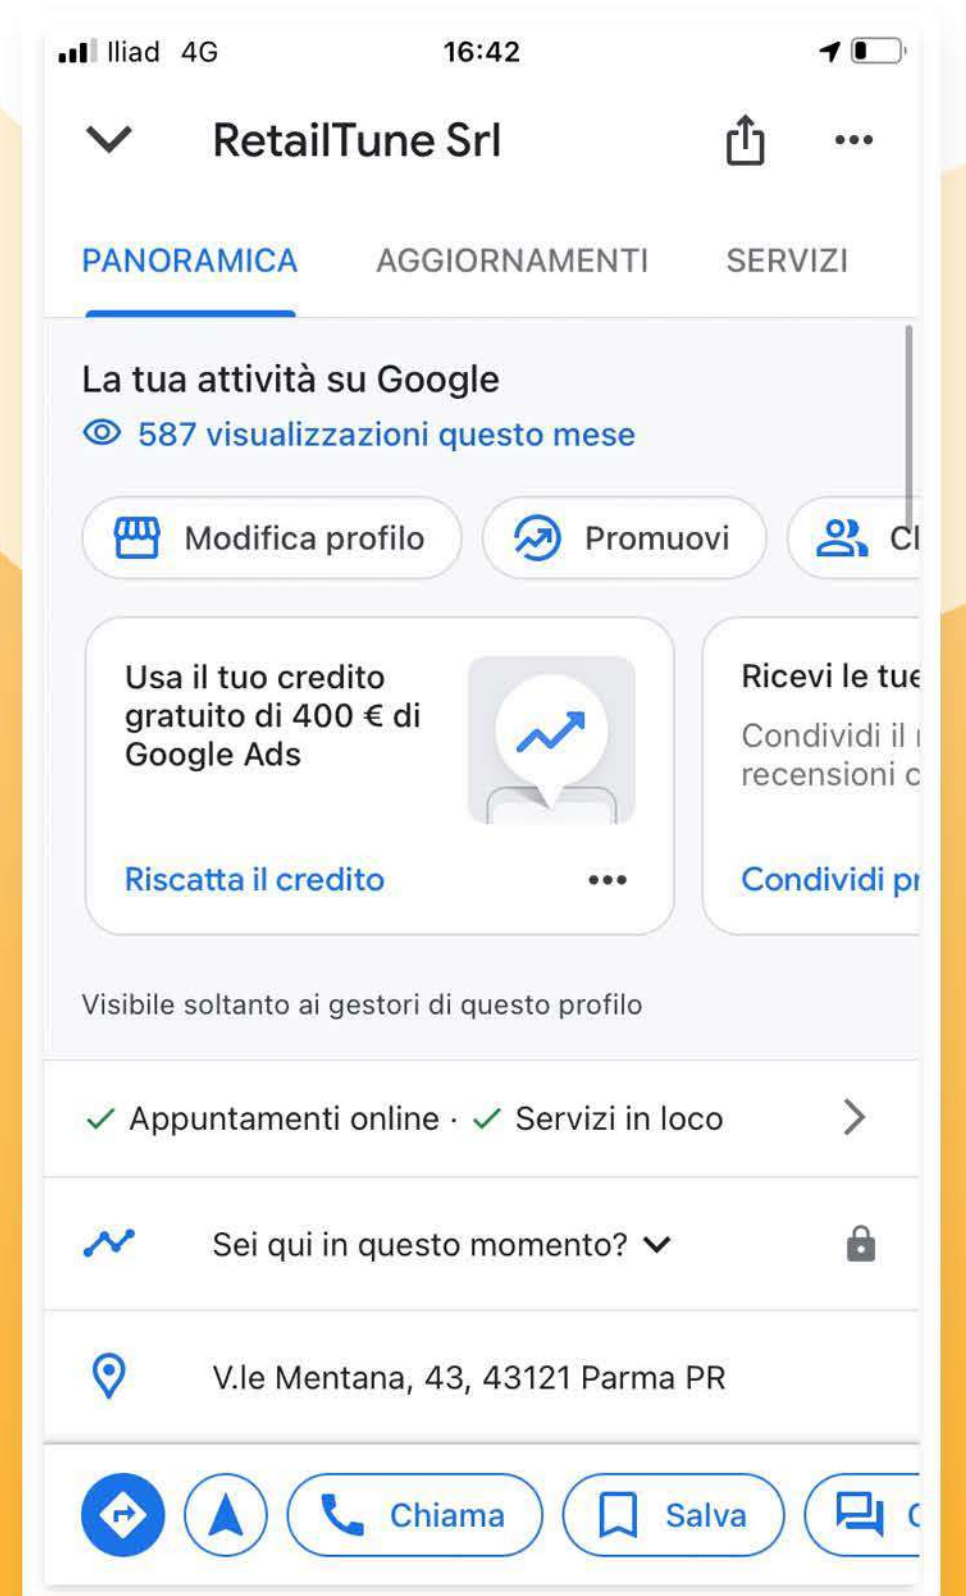 Iliad 4G 16:42
RetailTune Srl
PANORAMICA AGGIORNAMENTI SERVIZI
La tua attività su Google
587 visualizzazioni questo mese
Modifica profilo Promuovi
Usa il tuo credito
gratuito di 400 € di
Google Ads
Riscatta il credito
Ricevi le tue
Condividi il
recensioni
Condividi
Visibile soltanto ai gestori di questo profilo
Appuntamenti online · Servizi in loco
Sei qui in questo momento?
V.le Mentana, 43, 43121 Parma PR
Chiama Salva